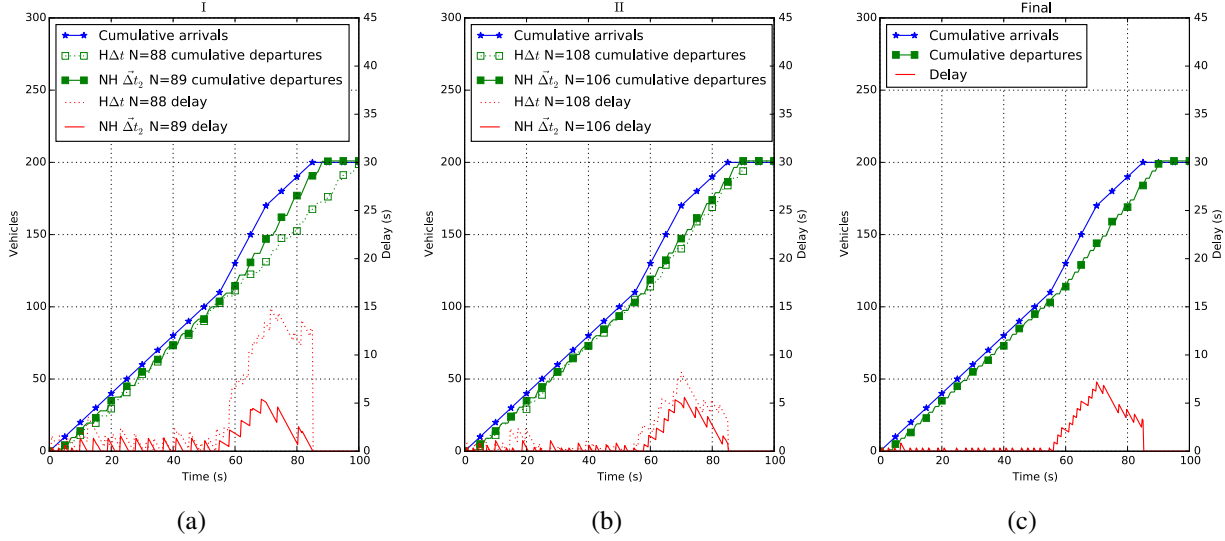 I
300
250
200
150
100
50
0
Vehicles
45
40
35
30
25
20
15
10
5
0
Delay (s)
Cumulative arrivals
HΔt N=88 cumulative departures
NH Δ⃗t₂ N=89 cumulative departures
HΔt N=88 delay
NH Δ⃗t₂ N=89 delay
0 20 40 60 80 100
Time (s)
(a)
II
300
250
200
150
100
50
0
Vehicles
45
40
35
30
25
20
15
10
5
0
Delay (s)
Cumulative arrivals
HΔt N=108 cumulative departures
NH Δ⃗t₂ N=106 cumulative departures
HΔt N=108 delay
NH Δ⃗t₂ N=106 delay
0 20 40 60 80 100
Time (s)
(b)
Final
300
250
200
150
100
50
0
Vehicles
45
40
35
30
25
20
15
10
5
0
Delay (s)
Cumulative arrivals
Cumulative departures
Delay
0 20 40 60 80 100
Time (s)
(c)